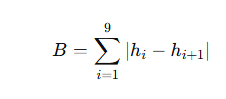 B = \sum_{i=1}^{9} |h_i - h_{i+1}|